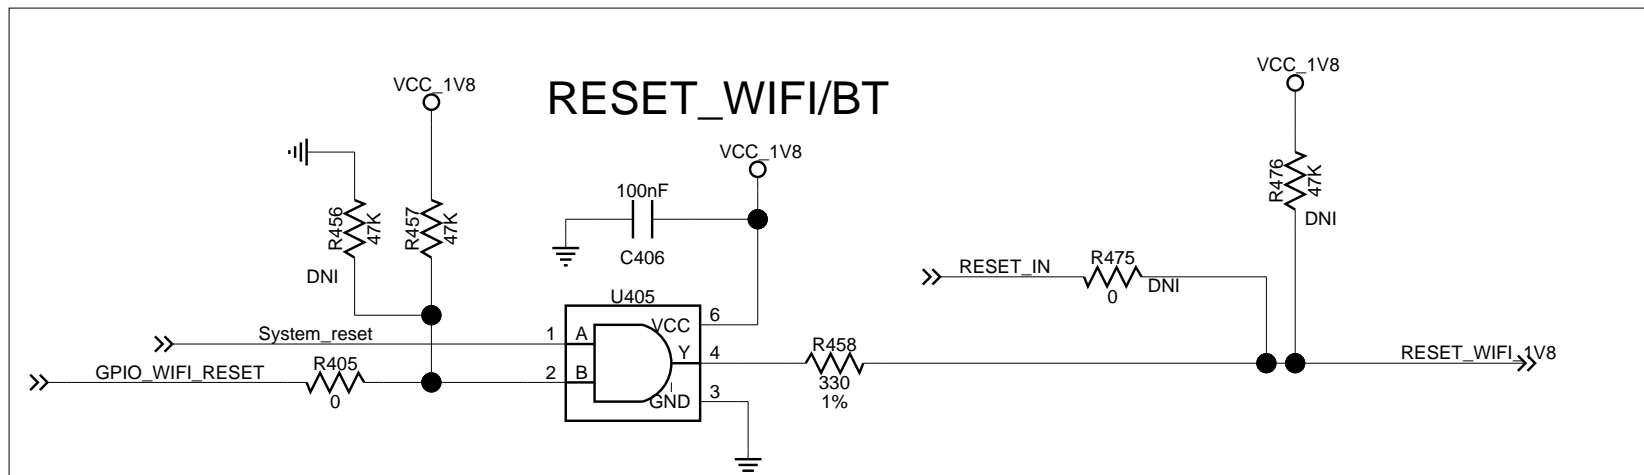 VCC_1V8
VCC_1V8
RESET_WIFI/BT
VCC_1V8
R456
47K
R457
47K
100nF
R476
47K
DNI
C406
RESET_IN
R475
0
DNI
DNI
U405
System_reset
1
A
VCC
6
R405
GPIO_WIFI_RESET
0
2
B
Y
4
R458
330
1%
RESET_WIFI_1V8
GND
3